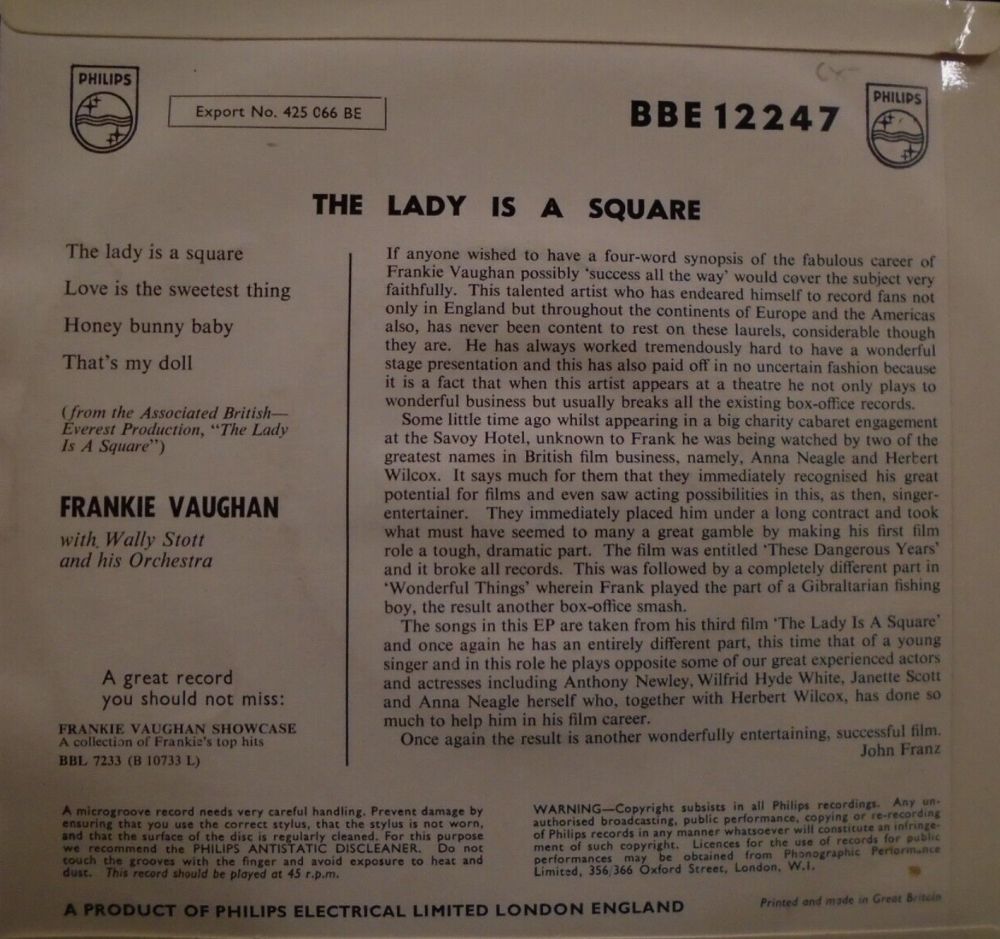 PHILIPS
Export No. 425 066 BE
BBE 12247
PHILIPS
THE LADY IS A SQUARE
The lady is a square
Love is the sweetest thing
Honey bunny baby
That's my doll
(from the Associated British—
Everest Production, "The Lady
Is A Square")
FRANKIE VAUGHAN
with Wally Stott
and his Orchestra
A great record
you should not miss:
FRANKIE VAUGHAN SHOWCASE
A collection of Frankie's top hits
BBL 7233 (B 10733 L)
If anyone wished to have a four-word synopsis of the fabulous career of
Frankie Vaughan possibly 'success all the way' would cover the subject very
faithfully. This talented artist who has endeared himself to record fans not
only in England but throughout the continents of Europe and the Americas
also, has never been content to rest on these laurels, considerable though
they are. He has always worked tremendously hard to have a wonderful
stage presentation and this has also paid off in no uncertain fashion because
it is a fact that when this artist appears at a theatre he not only plays to
wonderful business but usually breaks all the existing box-office records.
Some little time ago whilst appearing in a big charity cabaret engagement
at the Savoy Hotel, unknown to Frank he was being watched by two of the
greatest names in British film business, namely, Anna Neagle and Herbert
Wilcox. It says much for them that they immediately recognised his great
potential for films and even saw acting possibilities in this, as then, singer-
entertainer. They immediately placed him under a long contract and took
what must have seemed to many a great gamble by making his first film
role a tough, dramatic part. The film was entitled 'These Dangerous Years'
and it broke all records. This was followed by a completely different part in
'Wonderful Things' wherein Frank played the part of a Gibraltarian fishing
boy, the result another box-office smash.
The songs in this EP are taken from his third film 'The Lady Is A Square'
and once again he has an entirely different part, this time that of a young
singer and in this role he plays opposite some of our great experienced actors
and actresses including Anthony Newley, Wilfrid Hyde White, Janette Scott
and Anna Neagle herself who, together with Herbert Wilcox, has done so
much to help him in his film career.
Once again the result is another wonderfully entertaining, successful film.
John Franz
A microgroove record needs very careful handling. Prevent damage by
ensuring that you use the correct stylus, that the stylus is not worn,
and that the surface of the disc is regularly cleaned. For this purpose
we recommend the PHILIPS ANTISTATIC DISCLEANER. Do not
touch the grooves with the finger and avoid exposure to heat and
dust. This record should be played at 45 r.p.m.
WARNING—Copyright subsists in all Philips recordings. Any un-
authorised broadcasting, public performance, copying or re-recording
of Philips records in any manner whatsoever will constitute an infringe-
ment of such copyright. Licences for the use of records for public
performances may be obtained from Phonographic Performance
Limited, 356/366 Oxford Street, London, W.1.
A PRODUCT OF PHILIPS ELECTRICAL LIMITED LONDON ENGLAND
Printed and made in Great Britain